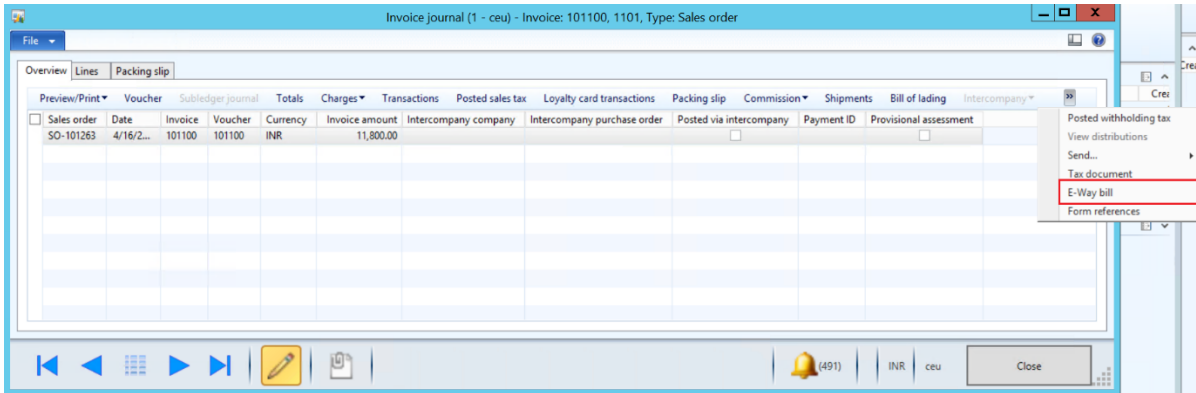 Invoice journal (1 - ceu) - Invoice: 101100, 1101, Type: Sales order
File
Overview Lines Packing slip
Preview/Print Voucher Subledger journal Totals Charges Transactions Posted sales tax Loyalty card transactions Packing slip Commission Shipments Bill of lading Intercompany »
Sales order Date Invoice Voucher Currency Invoice amount Intercompany company Intercompany purchase order Posted via intercompany Payment ID Provisional assessment
SO-101263 4/16/2... 101100 101100 INR 11,800.00
Posted withholding tax
View distributions
Send...
Tax document
E-Way bill
Form references
Crea
Crea
(491) INR ceu Close